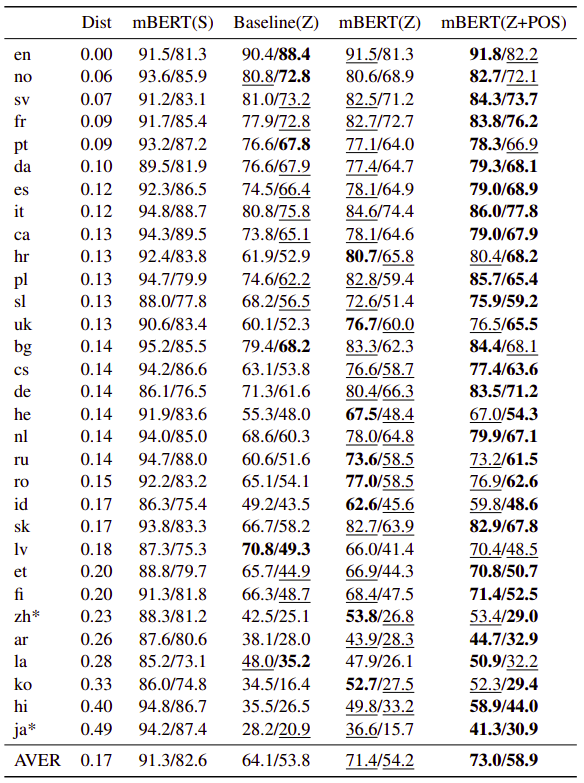 Dist mBERT(S) Baseline(Z) mBERT(Z) mBERT(Z+POS)
en 0.00 91.5/81.3 90.4/88.4 91.5/81.3 91.8/82.2
no 0.06 93.6/85.9 80.8/72.8 80.6/68.9 82.7/72.1
sv 0.07 91.2/83.1 81.0/73.2 82.5/71.2 84.3/73.7
fr 0.09 91.7/85.4 77.9/72.8 82.7/72.7 83.8/76.2
pt 0.09 93.2/87.2 76.6/67.8 77.1/64.0 78.3/66.9
da 0.10 89.5/81.9 76.6/67.9 77.4/64.7 79.3/68.1
es 0.12 92.3/86.5 74.5/66.4 78.1/64.9 79.0/68.9
it 0.12 94.8/88.7 80.8/75.8 84.6/74.4 86.0/77.8
ca 0.13 94.3/89.5 73.8/65.1 78.1/64.6 79.0/67.9
hr 0.13 92.4/83.8 61.9/52.9 80.7/65.8 80.4/68.2
pl 0.13 94.7/79.9 74.6/62.2 82.8/59.4 85.7/65.4
sl 0.13 88.0/77.8 68.2/56.5 72.6/51.4 75.9/59.2
uk 0.13 90.6/83.4 60.1/52.3 76.7/60.0 76.5/65.5
bg 0.14 95.2/85.5 79.4/68.2 83.3/62.3 84.4/68.1
cs 0.14 94.2/86.6 63.1/53.8 76.6/58.7 77.4/63.6
de 0.14 86.1/76.5 71.3/61.6 80.4/66.3 83.5/71.2
he 0.14 91.9/83.6 55.3/48.0 67.5/48.4 67.0/54.3
nl 0.14 94.0/85.0 68.6/60.3 78.0/64.8 79.9/67.1
ru 0.14 94.7/88.0 60.6/51.6 73.6/58.5 73.2/61.5
ro 0.15 92.2/83.2 65.1/54.1 77.0/58.5 76.9/62.6
id 0.17 86.3/75.4 49.2/43.5 62.6/45.6 59.8/48.6
sk 0.17 93.8/83.3 66.7/58.2 82.7/63.9 82.9/67.8
lv 0.18 87.3/75.3 70.8/49.3 66.0/41.4 70.4/48.5
et 0.20 88.8/79.7 65.7/44.9 66.9/44.3 70.8/50.7
fi 0.20 91.3/81.8 66.3/48.7 68.4/47.5 71.4/52.5
zh* 0.23 88.3/81.2 42.5/25.1 53.8/26.8 53.4/29.0
ar 0.26 87.6/80.6 38.1/28.0 43.9/28.3 44.7/32.9
la 0.28 85.2/73.1 48.0/35.2 47.9/26.1 50.9/32.2
ko 0.33 86.0/74.8 34.5/16.4 52.7/27.5 52.3/29.4
hi 0.40 94.8/86.7 35.5/26.5 49.8/33.2 58.9/44.0
ja* 0.49 94.2/87.4 28.2/20.9 36.6/15.7 41.3/30.9
AVER 0.17 91.3/82.6 64.1/53.8 71.4/54.2 73.0/58.9